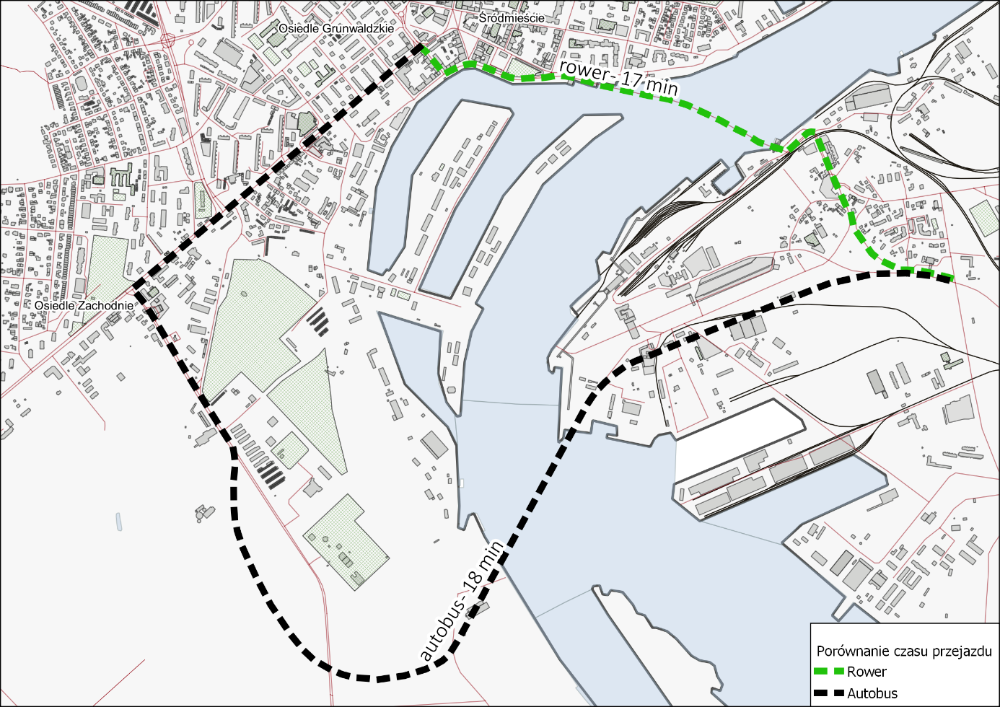 Śródmieście
Osiedle Grunwaldzkie
rower- 17 min
Osiedle Zachodnie
autobus- 18 min
Porównanie czasu przejazdu
Rower
Autobus